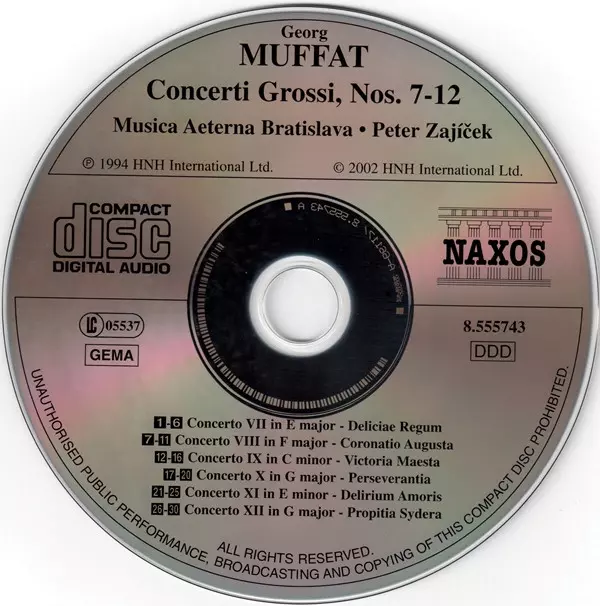 Georg
MUFFAT
Concerti Grossi, Nos. 7-12
Musica Aeterna Bratislava • Peter Zajíček
℗ 1994 HNH International Ltd.
© 2002 HNH International Ltd.
COMPACT
disc
DIGITAL AUDIO
NAXOS
LC 05537
GEMA
8.555743
DDD
1-6 Concerto VII in E major - Deliciae Regum
7-11 Concerto VIII in F major - Coronatio Augusta
12-16 Concerto IX in C minor - Victoria Maesta
17-20 Concerto X in G major - Perseverantia
21-25 Concerto XI in E minor - Delirium Amoris
26-30 Concerto XII in G major - Propitia Sydera
ALL RIGHTS RESERVED.
UNAUTHORISED PUBLIC PERFORMANCE, BROADCASTING AND COPYING OF THIS COMPACT DISC PROHIBITED.